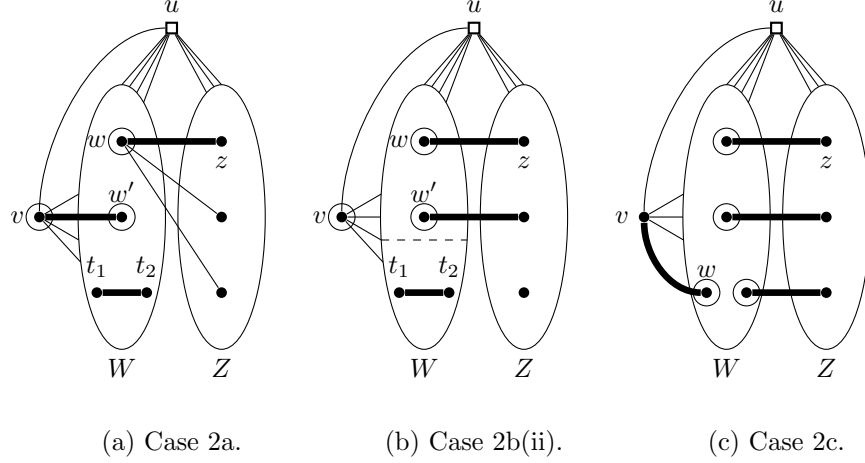 u u u
w z w z z
v w′ v w′ v
t₁ t₂ t₁ t₂ w
W Z W Z W Z
(a) Case 2a. (b) Case 2b(ii). (c) Case 2c.